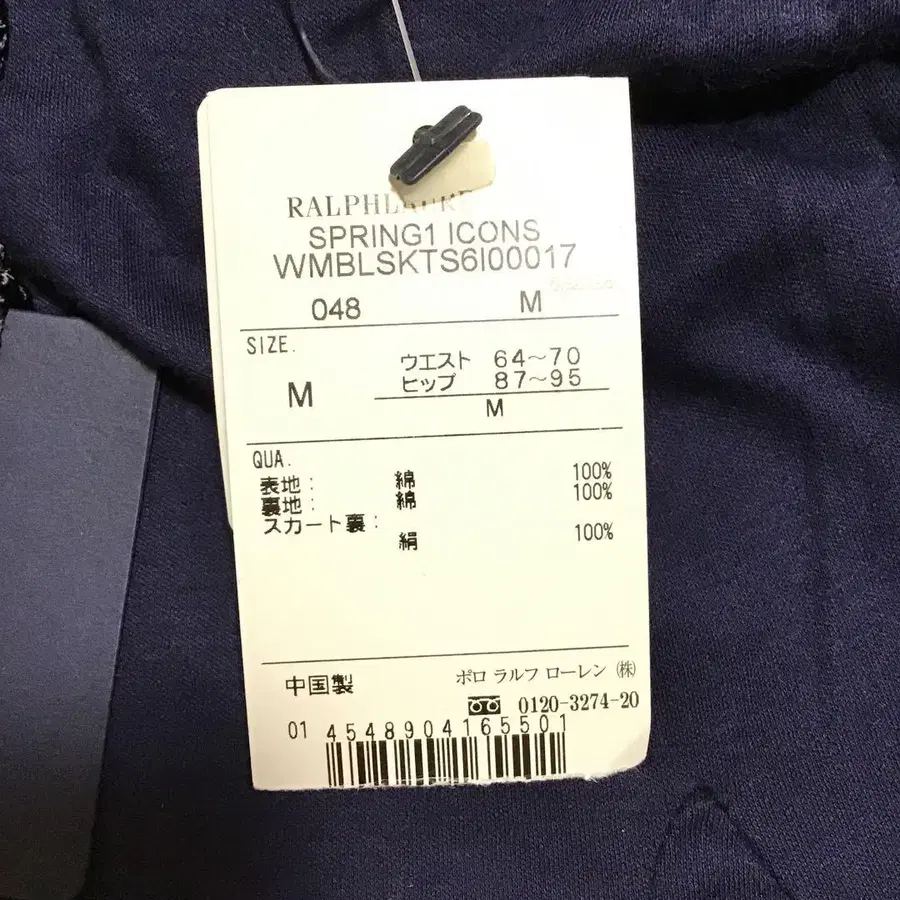 RALPH LAURE
SPRING1 ICONS
WMBLSKTS6I00017
048 M
SIZE.
M
ウエスト 64～70
ヒップ 87～95
M
QUA.
表地： 綿 100%
裏地： 綿 100%
スカート裏：
絹 100%
中国製 ポロ ラルフ ローレン ㈱
0120-3274-20
01 4548904165501